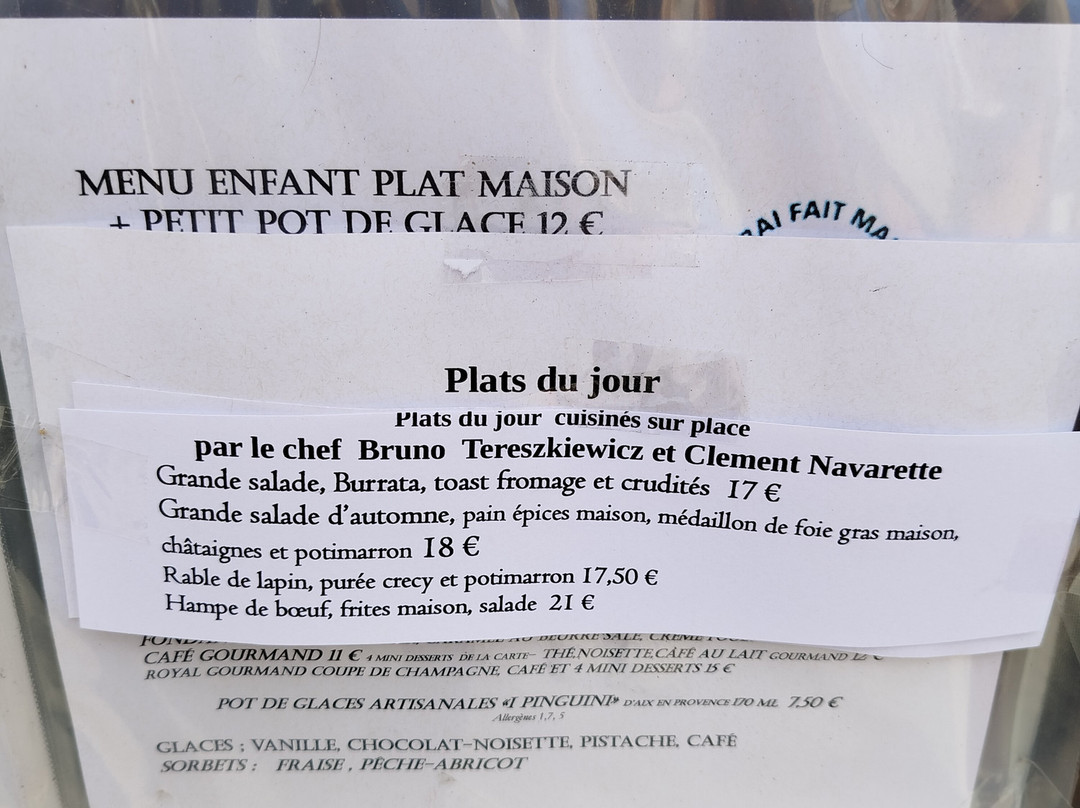 MENU ENFANT PLAT MAISON
+ PETIT POT DE GLACE 12 €
FAIT
Plats du jour
Plats du jour cuisinés sur place
par le chef Bruno Tereszkiewicz et Clement Navarette
Grande salade, Burrata, toast fromage et crudités 17 €
Grande salade d'automne, pain épices maison, médaillon de foie gras maison,
châtaignes et potimarron 18 €
Rable de lapin, purée crecy et potimarron 17,50 €
Hampe de bœuf, frites maison, salade 21 €
AU BEURRE SALÉ, CRÈME
CAFÉ GOURMAND 11 € 4 MINI DESSERTS DE LA CARTE- THÉ,NOISETTE,CAFÉ AU LAIT GOURMAND 12 €
ROYAL GOURMAND COUPE DE CHAMPAGNE, CAFÉ ET 4 MINI DESSERTS 15 €
POT DE GLACES ARTISANALES «I PINGUINI» D'AIX EN PROVENCE 170 ML 7.50 €
Allergènes 1,7, 5
GLACES ; VANILLE, CHOCOLAT-NOISETTE, PISTACHE, CAFÉ
SORBETS : FRAISE , PÊCHE-ABRICOT